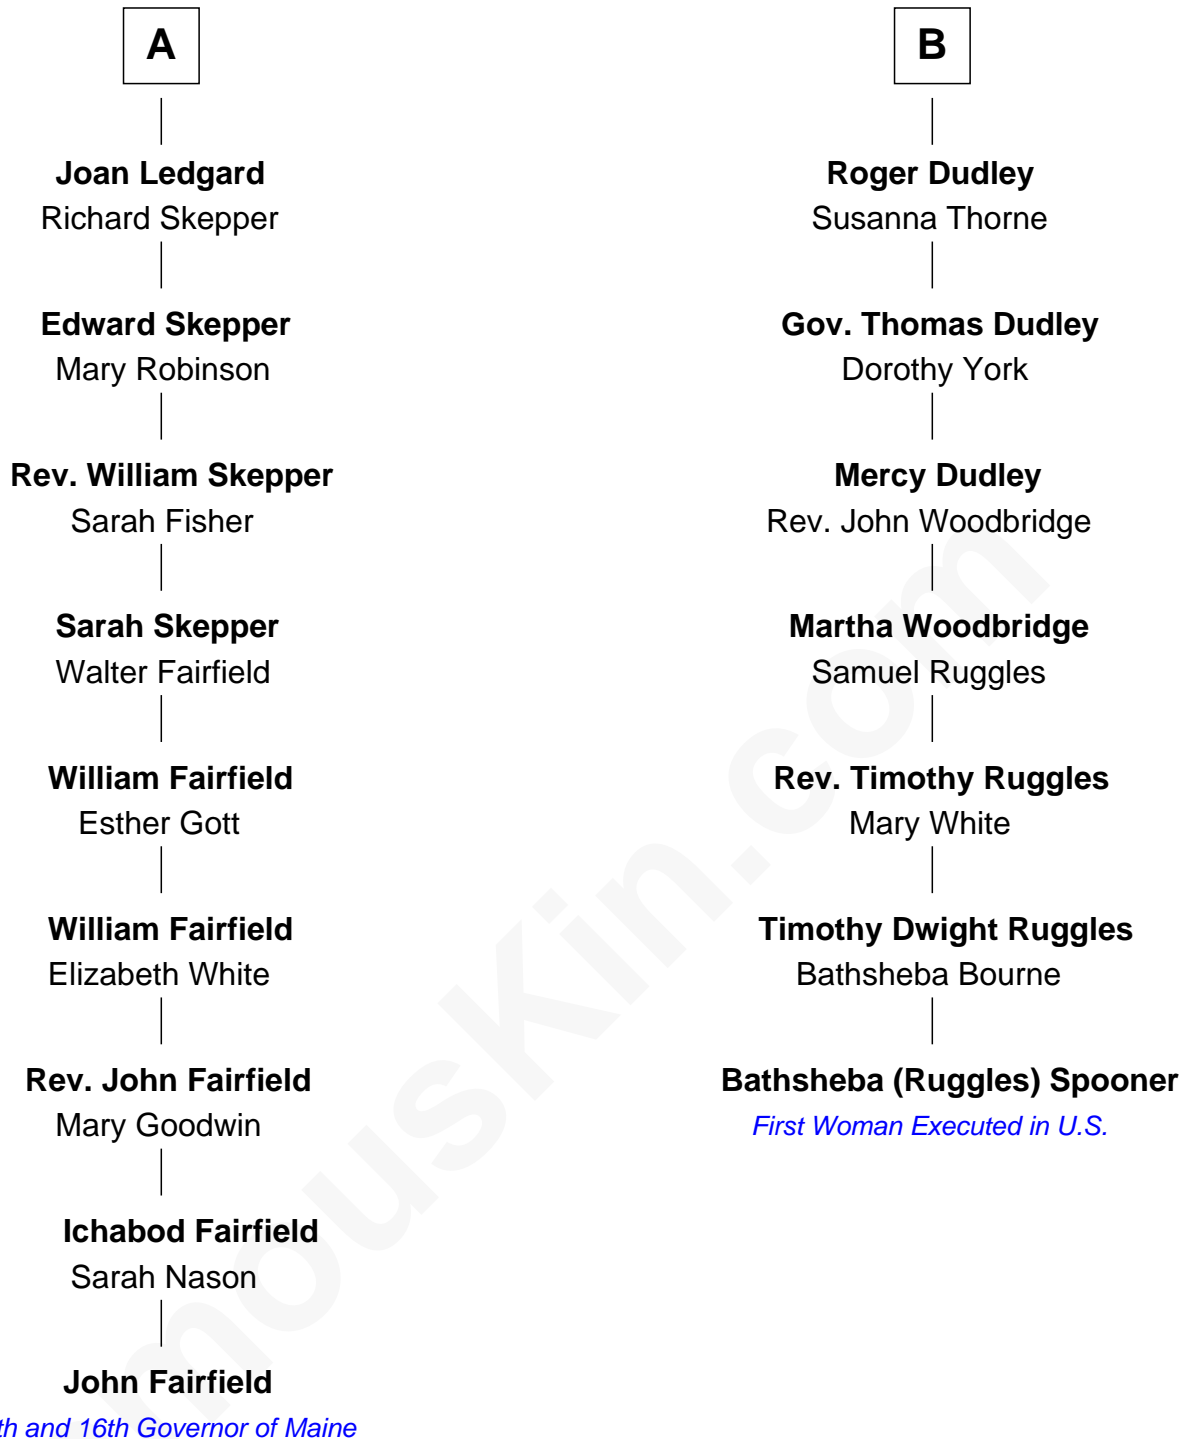 A
Joan Ledgard
Richard Skepper
Edward Skepper
Mary Robinson
Rev. William Skepper
Sarah Fisher
Sarah Skepper
Walter Fairfield
William Fairfield
Esther Gott
William Fairfield
Elizabeth White
Rev. John Fairfield
Mary Goodwin
Ichabod Fairfield
Sarah Nason
John Fairfield
th and 16th Governor of Maine
B
Roger Dudley
Susanna Thorne
Gov. Thomas Dudley
Dorothy York
Mercy Dudley
Rev. John Woodbridge
Martha Woodbridge
Samuel Ruggles
Rev. Timothy Ruggles
Mary White
Timothy Dwight Ruggles
Bathsheba Bourne
Bathsheba (Ruggles) Spooner
First Woman Executed in U.S.
mouskin.com